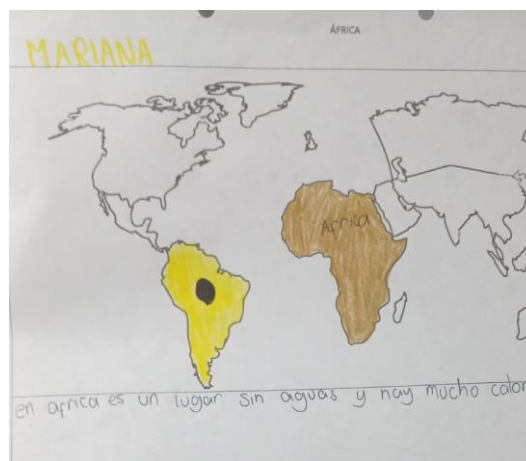 ÁFRICA
MARIANA
Africa
en africa es un lugar sin aguas y hay mucho calor